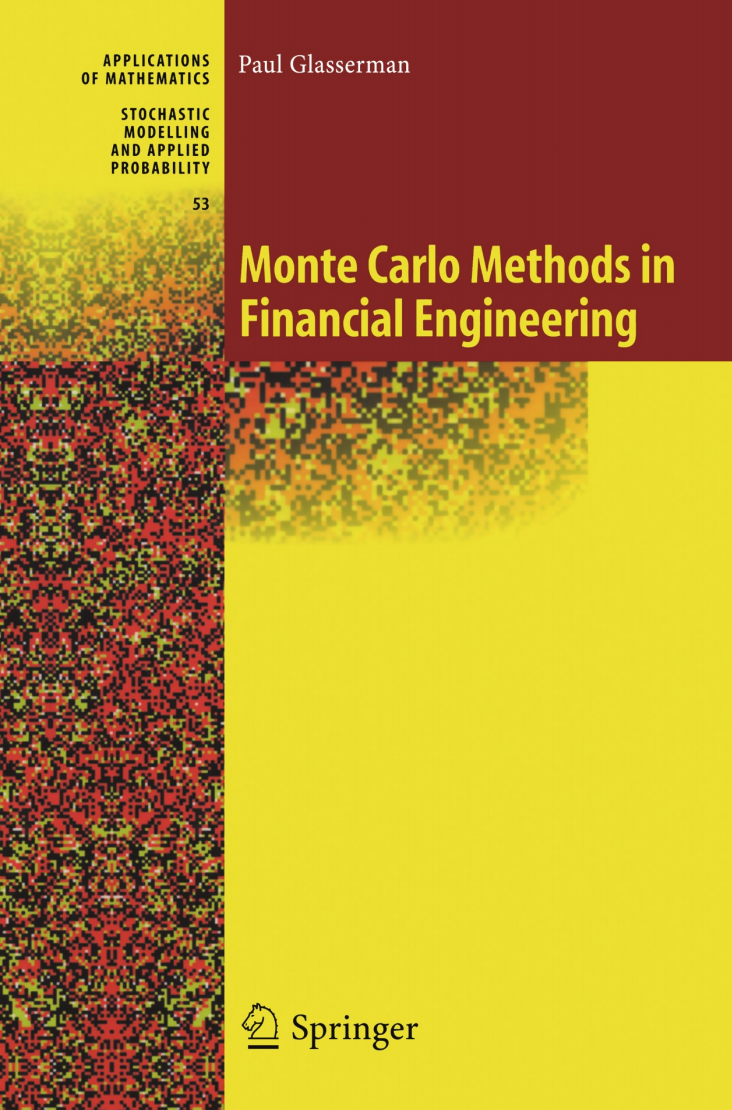 APPLICATIONS
OF MATHEMATICS
STOCHASTIC
MODELLING
AND APPLIED
PROBABILITY
53
Paul Glasserman
Monte Carlo Methods in
Financial Engineering
Springer